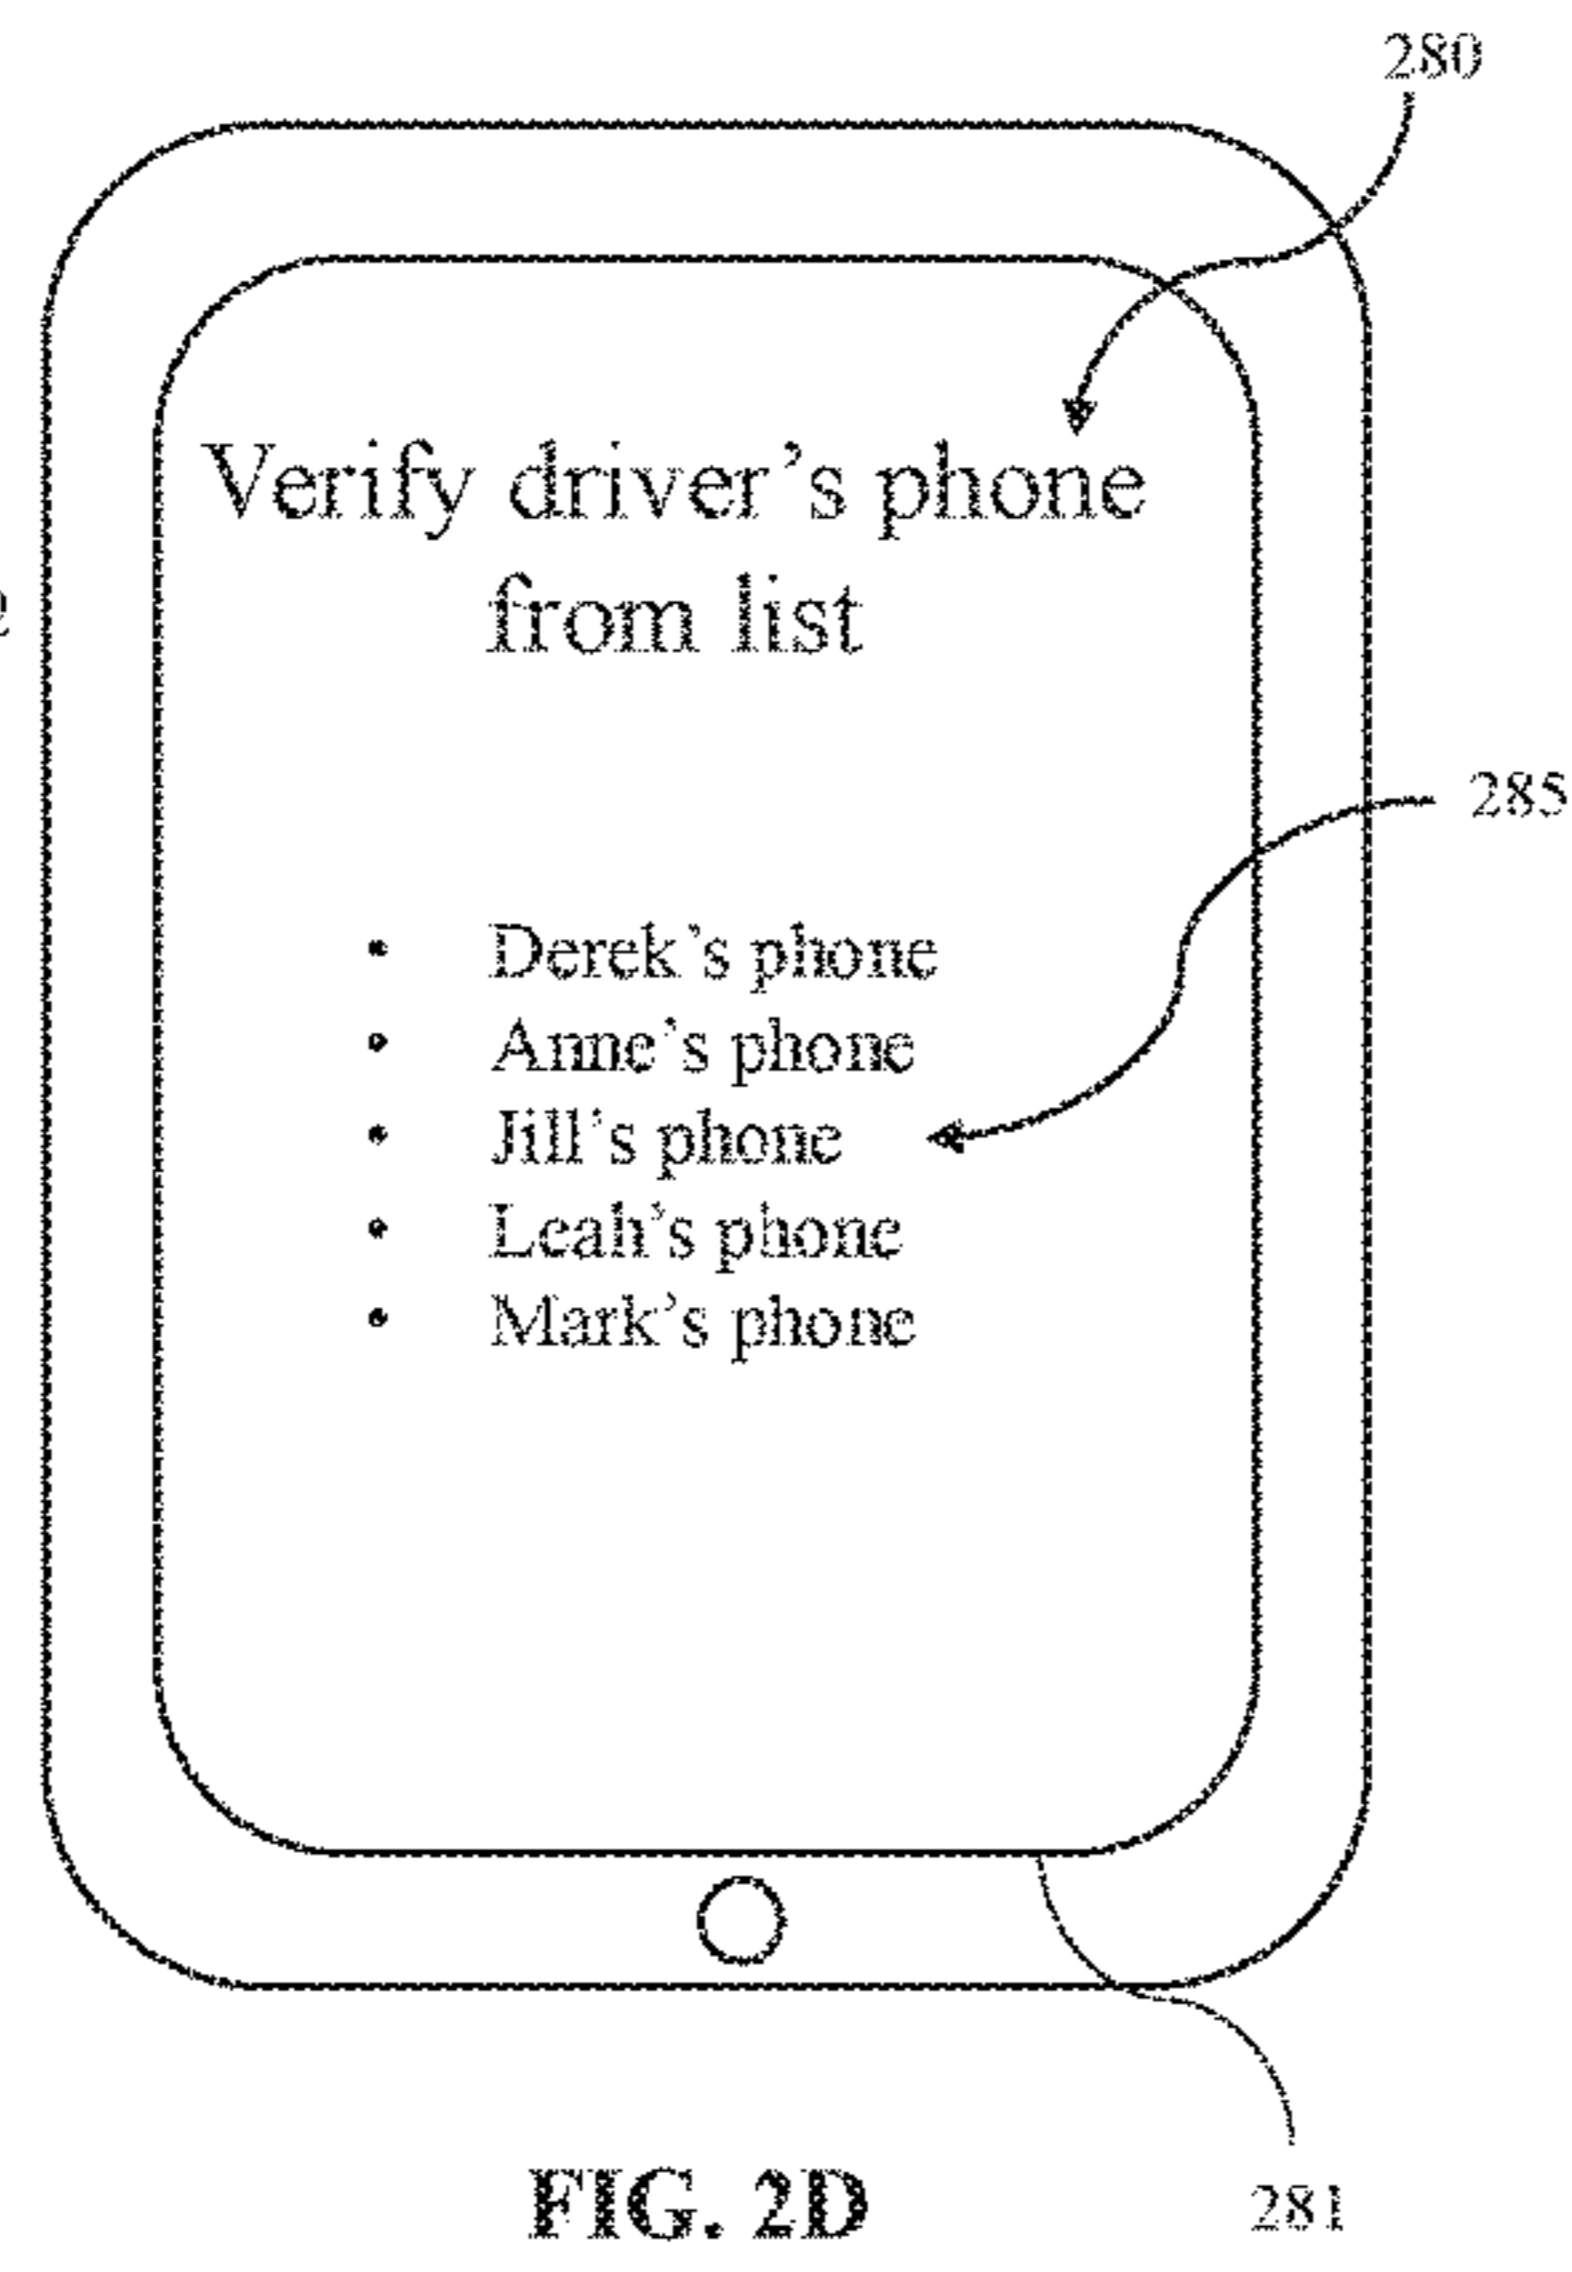 280
Verify driver's phone
from list
285
• Derek's phone
• Anne's phone
• Jill's phone
• Leah's phone
• Mark's phone
281
FIG. 2D